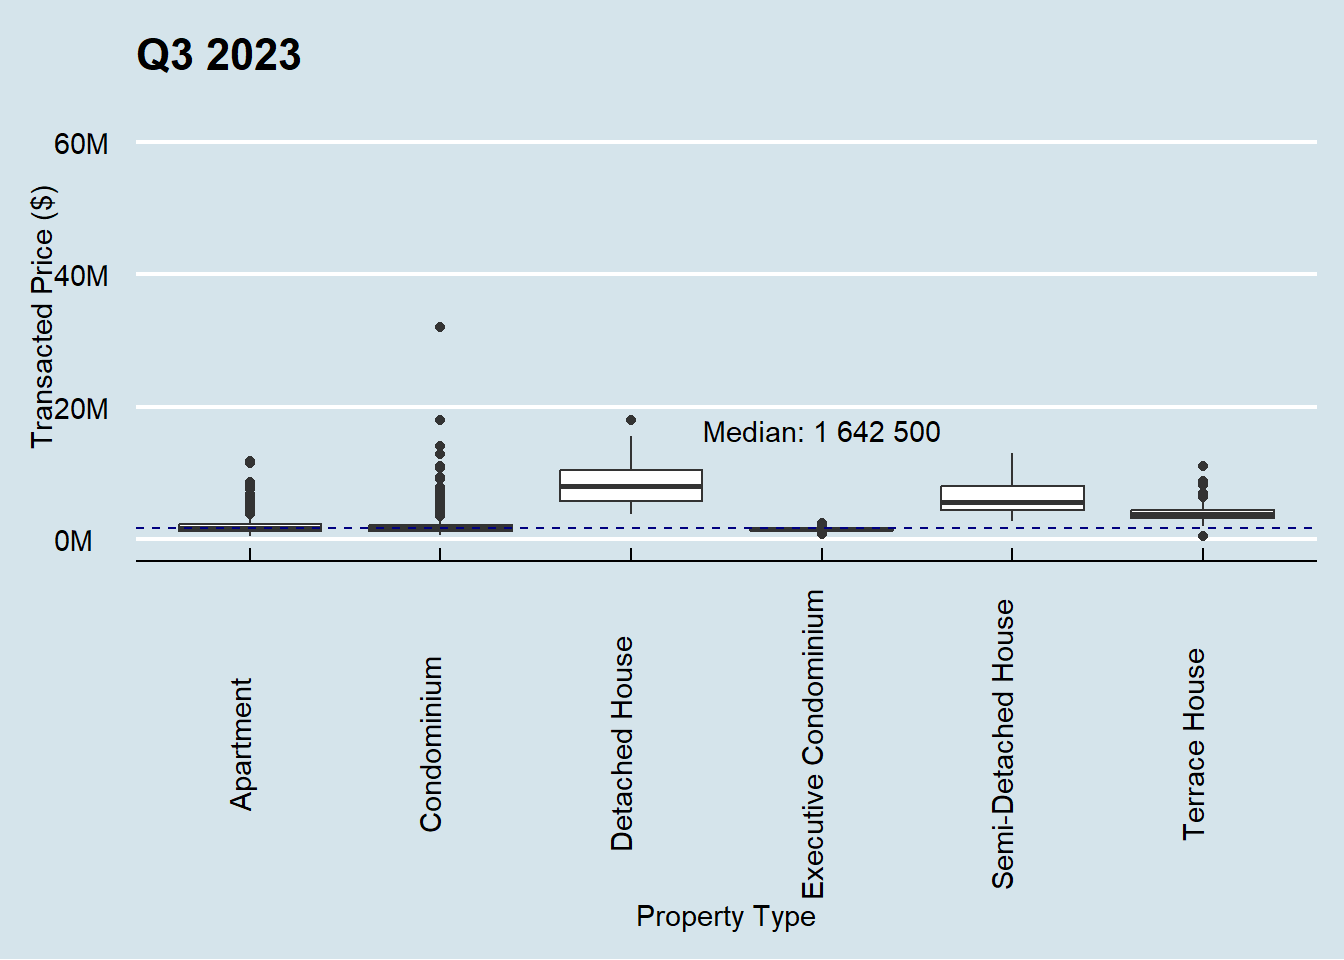 Q3 2023
Transacted Price ($)
60M
40M
20M
0M
Median: 1 642 500
Apartment
Condominium
Detached House
Executive Condominium
Semi-Detached House
Terrace House
Property Type